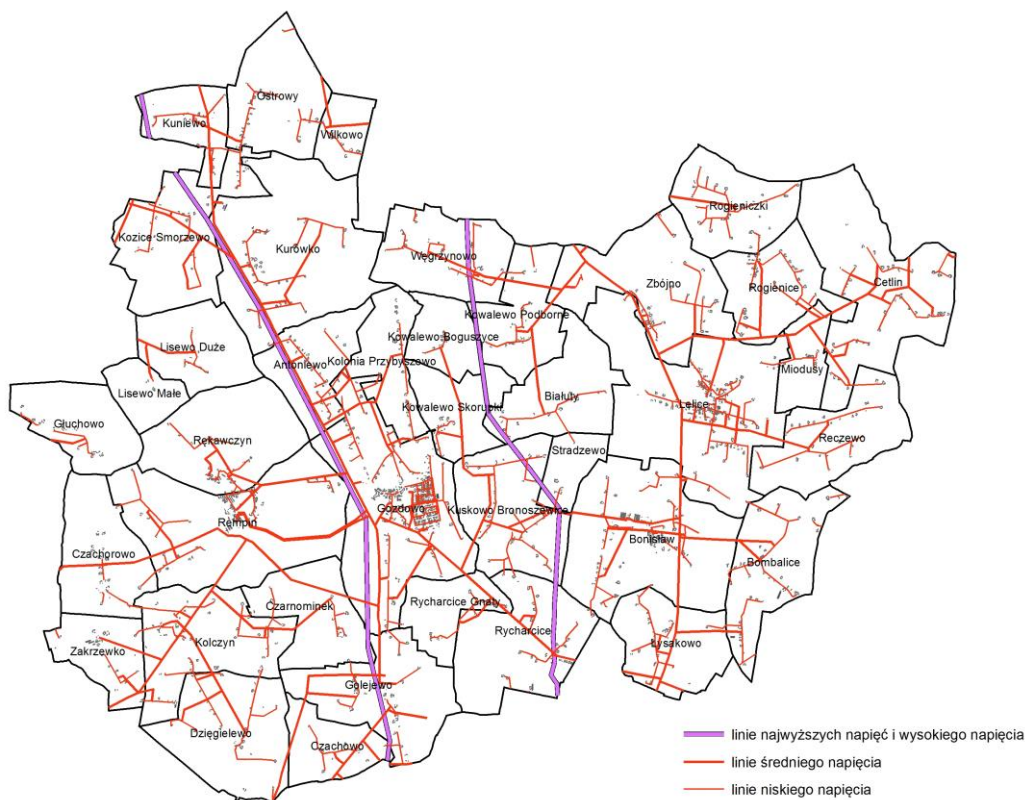 Ostrowy
Kuniewo
Wilkowo
Rogieniczki
Kozice Smorzewo
Kurówko
Węgrzynowo
Zbójno
Rogienice
Cetlin
Kowalewo Podborne
Lisewo Duże
Kowalewo Boguszyce
Antoniewo
Kolonia Przybyszewo
Miodusy
Lisewo Małe
Białuty
Lelice
Kowalewo Skorupki
Głuchowo
Rękawczyn
Reczewo
Stradzewo
Gozdowo
Kuskowo Bronoszewice
Rempin
Bonisław
Czachorowo
Bombalice
Czarnominek
Rycharcice Gnaty
Rycharcice
Kolczyn
Łysakowo
Zakrzewko
Golejewo
Dzięgielewo
Czachowo
linie najwyższych napięć i wysokiego napięcia
linie średniego napięcia
linie niskiego napięcia